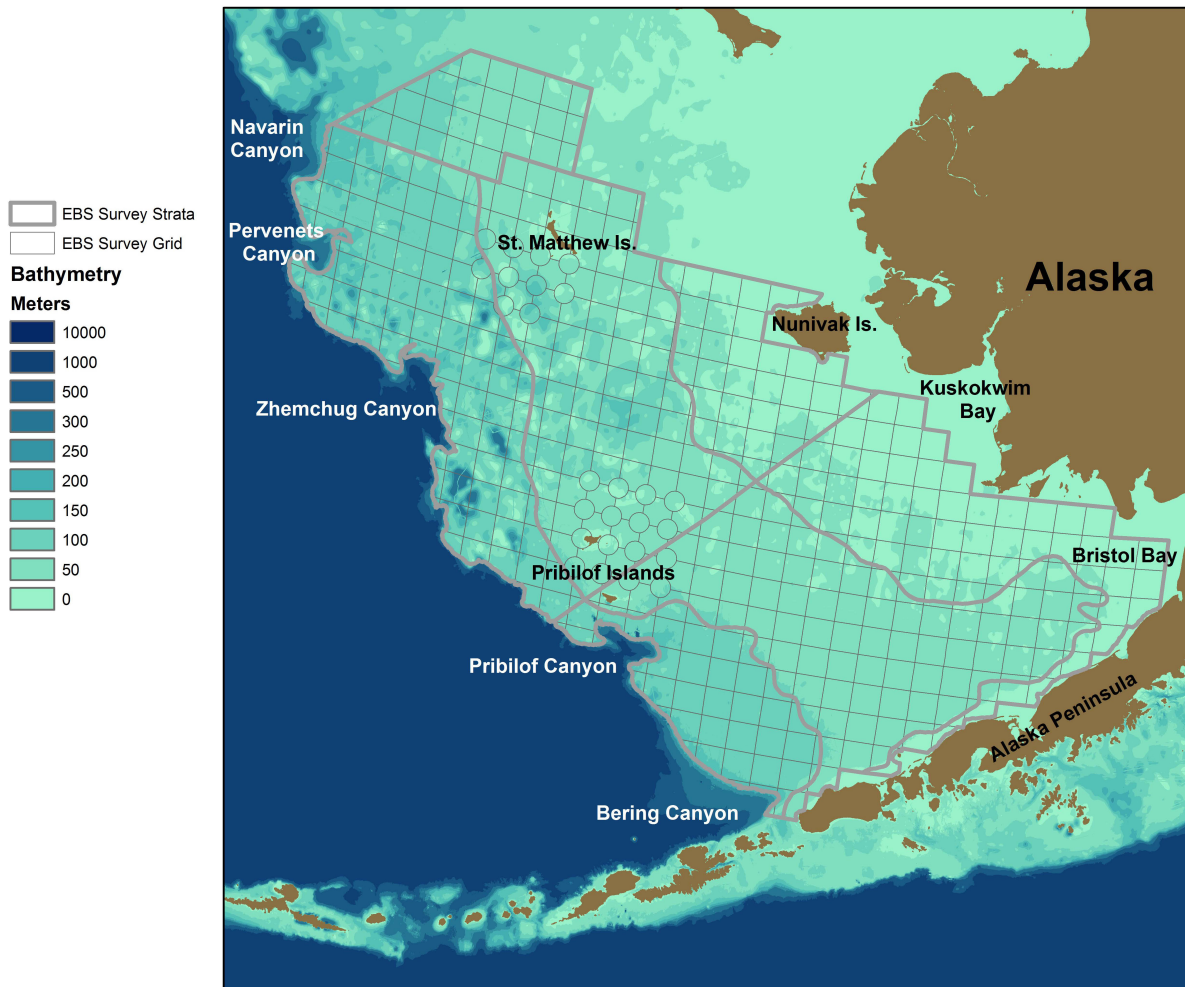 EBS Survey Strata
EBS Survey Grid
Bathymetry
Meters
10000
1000
500
300
250
200
150
100
50
0
Navarin
Canyon
Pervenets
Canyon
St. Matthew Is.
Alaska
Nunivak Is.
Kuskokwim
Bay
Zhemchug Canyon
Bristol Bay
Pribilof Islands
Pribilof Canyon
Alaska Peninsula
Bering Canyon